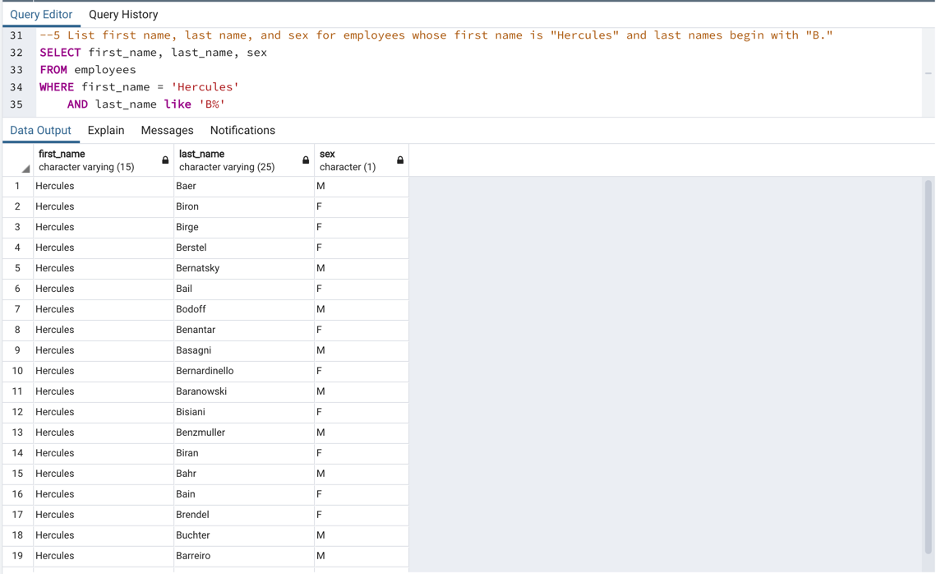 Query Editor Query History
31 --5 List first name, last name, and sex for employees whose first name is "Hercules" and last names begin with "B."
32 SELECT first_name, last_name, sex
33 FROM employees
34 WHERE first_name = 'Hercules'
35 AND last_name like 'B%'
Data Output Explain Messages Notifications
first_name last_name sex
character varying (15) character varying (25) character (1)
1 Hercules Baer M
2 Hercules Biron F
3 Hercules Birge F
4 Hercules Berstel F
5 Hercules Bernatsky M
6 Hercules Bail F
7 Hercules Bodoff M
8 Hercules Benantar F
9 Hercules Basagni M
10 Hercules Bernardinello F
11 Hercules Baranowski M
12 Hercules Bisiani F
13 Hercules Benzmuller M
14 Hercules Biran F
15 Hercules Bahr M
16 Hercules Bain F
17 Hercules Brendel F
18 Hercules Buchter M
19 Hercules Barreiro M